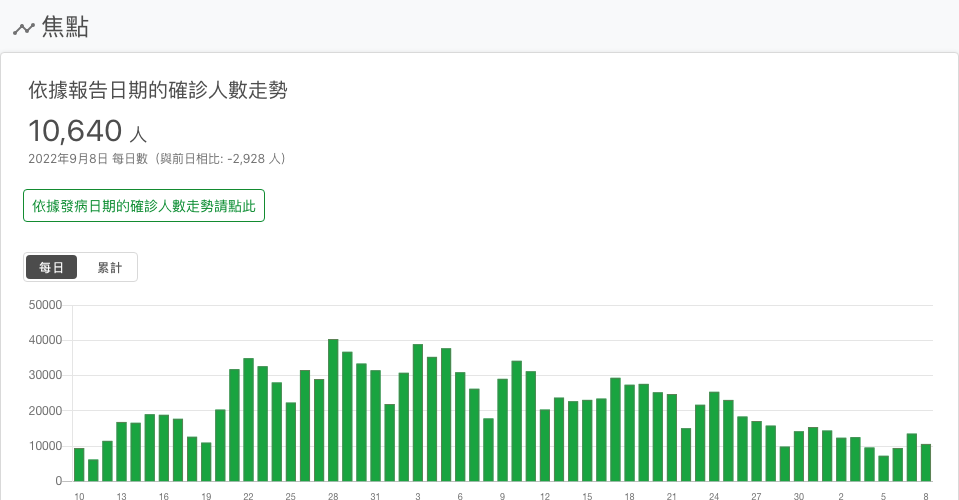 焦點
依據報告日期的確診人數走勢
10,640 人
2022年9月8日 每日數（與前日相比: -2,928 人）
依據發病日期的確診人數走勢請點此
每日 累計
50000
40000
30000
20000
10000
0
10 13 16 19 22 25 28 31 3 6 9 12 15 18 21 24 27 30 2 5 8